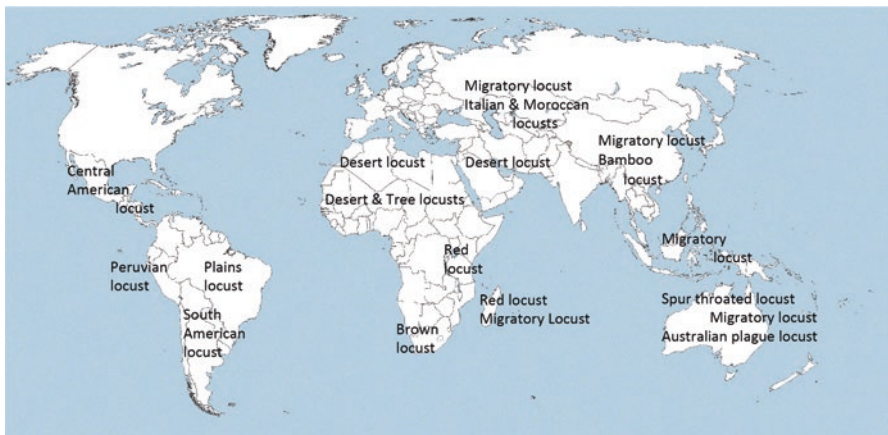 Migratory locust
Italian & Moroccan
locusts
Migratory locust
Bamboo
locust
Desert locust
Desert locust
Central
American
locust
Desert & Tree locusts
Migratory
locust
Red
locust
Peruvian
locust
Plains
locust
Red locust
Migratory Locust
Spur throated locust
Migratory locust
Australian plague locust
South
American
locust
Brown
locust